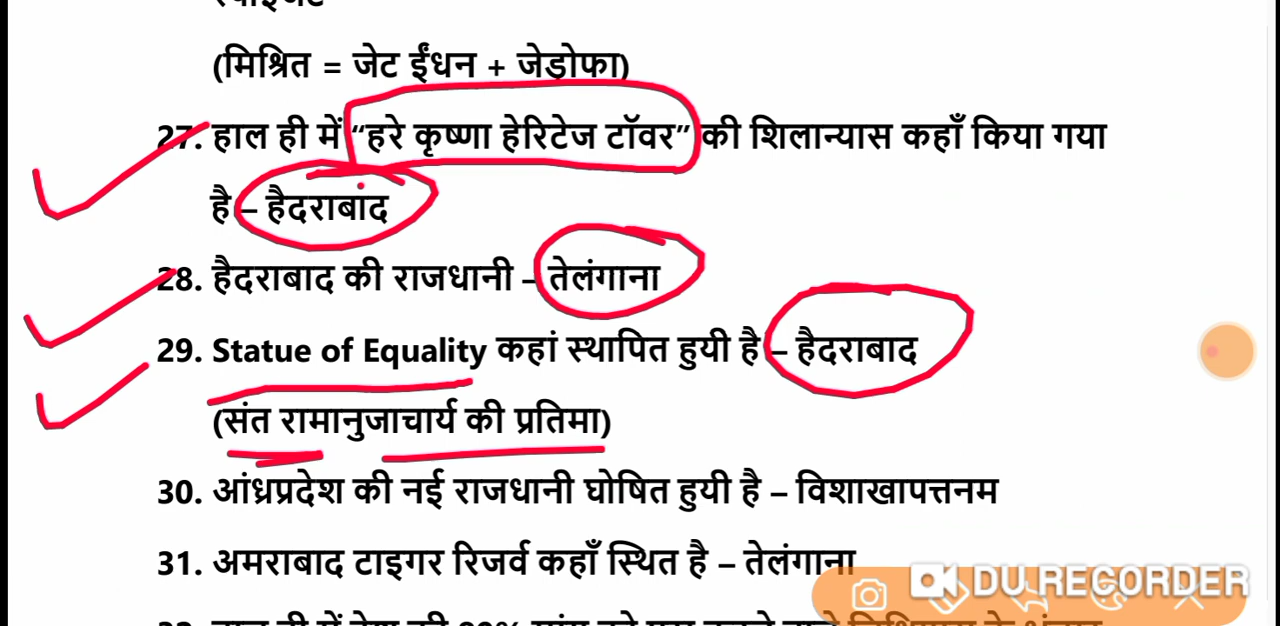 (मिश्रित = जेट ईंधन + जेड्रोफा)
27. हाल ही में “हरे कृष्णा हेरिटेज टॉवर” की शिलान्यास कहाँ किया गया
है – हैदराबाद
28. हैदराबाद की राजधानी – तेलंगाना
29. Statue of Equality कहां स्थापित हुयी है – हैदराबाद
(संत रामानुजाचार्य की प्रतिमा)
30. आंध्रप्रदेश की नई राजधानी घोषित हुयी है – विशाखापत्तनम
31. अमराबाद टाइगर रिजर्व कहाँ स्थित है – तेलंगाना
DU RECORDER